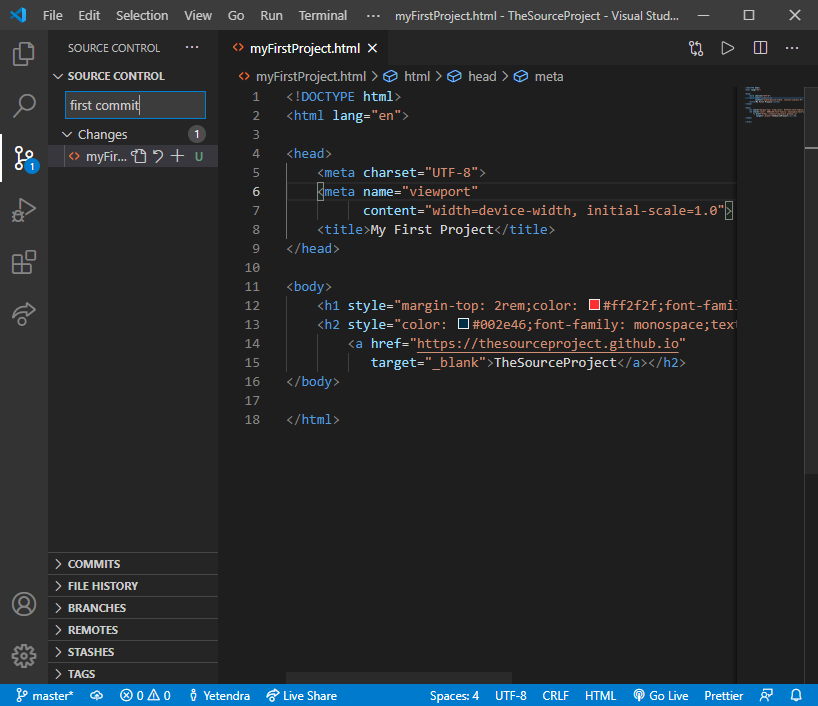 File Edit Selection View Go Run Terminal ··· myFirstProject.html - TheSourceProject - Visual Stud...
SOURCE CONTROL ···
SOURCE CONTROL
first commit
Changes 1
myFir... U
1
COMMITS
FILE HISTORY
BRANCHES
REMOTES
STASHES
TAGS
myFirstProject.html
myFirstProject.html > html > head > meta
1 <!DOCTYPE html>
2 <html lang="en">
3
4 <head>
5 <meta charset="UTF-8">
6 <meta name="viewport"
7 content="width=device-width, initial-scale=1.0">
8 <title>My First Project</title>
9 </head>
10
11 <body>
12 <h1 style="margin-top: 2rem;color: #ff2f2f;font-famil
13 <h2 style="color: #002e46;font-family: monospace;text
14 <a href="https://thesourceproject.github.io"
15 target="_blank">TheSourceProject</a></h2>
16 </body>
17
18 </html>
master* 0 0 Yetendra Live Share Spaces: 4 UTF-8 CRLF HTML Go Live Prettier